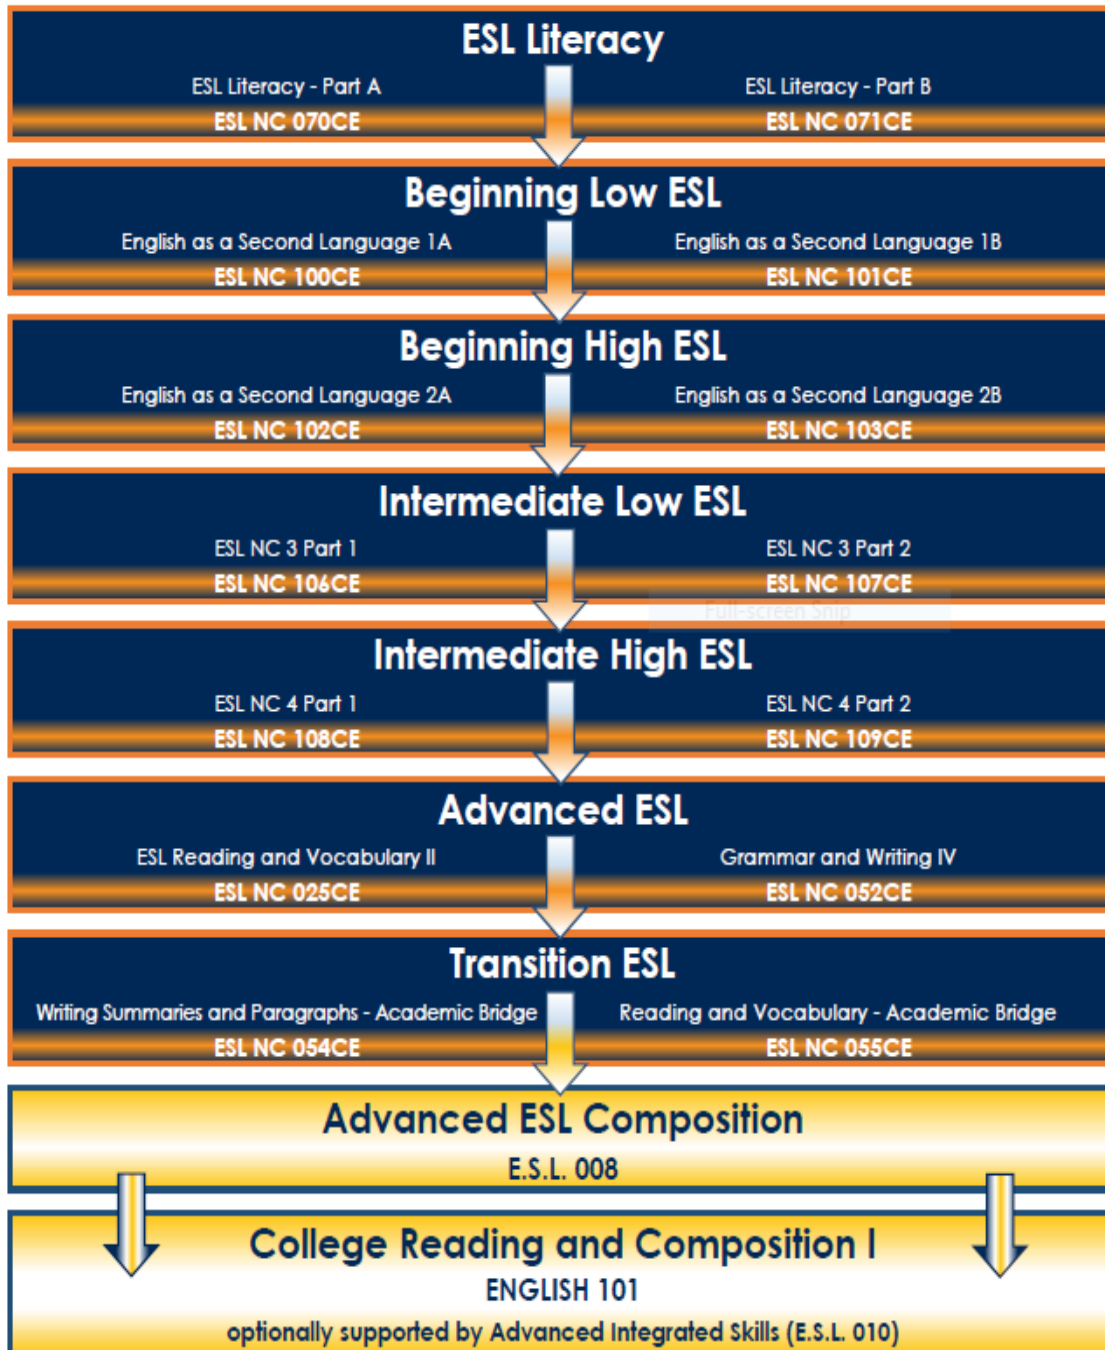 ESL Literacy
ESL Literacy - Part A
ESL NC 070CE
ESL Literacy - Part B
ESL NC 071CE
Beginning Low ESL
English as a Second Language 1A
ESL NC 100CE
English as a Second Language 1B
ESL NC 101CE
Beginning High ESL
English as a Second Language 2A
ESL NC 102CE
English as a Second Language 2B
ESL NC 103CE
Intermediate Low ESL
ESL NC 3 Part 1
ESL NC 106CE
ESL NC 3 Part 2
ESL NC 107CE
Full-screen Snip
Intermediate High ESL
ESL NC 4 Part 1
ESL NC 108CE
ESL NC 4 Part 2
ESL NC 109CE
Advanced ESL
ESL Reading and Vocabulary II
ESL NC 025CE
Grammar and Writing IV
ESL NC 052CE
Transition ESL
Writing Summaries and Paragraphs - Academic Bridge
ESL NC 054CE
Reading and Vocabulary - Academic Bridge
ESL NC 055CE
Advanced ESL Composition
E.S.L. 008
College Reading and Composition I
ENGLISH 101
optionally supported by Advanced Integrated Skills (E.S.L. 010)